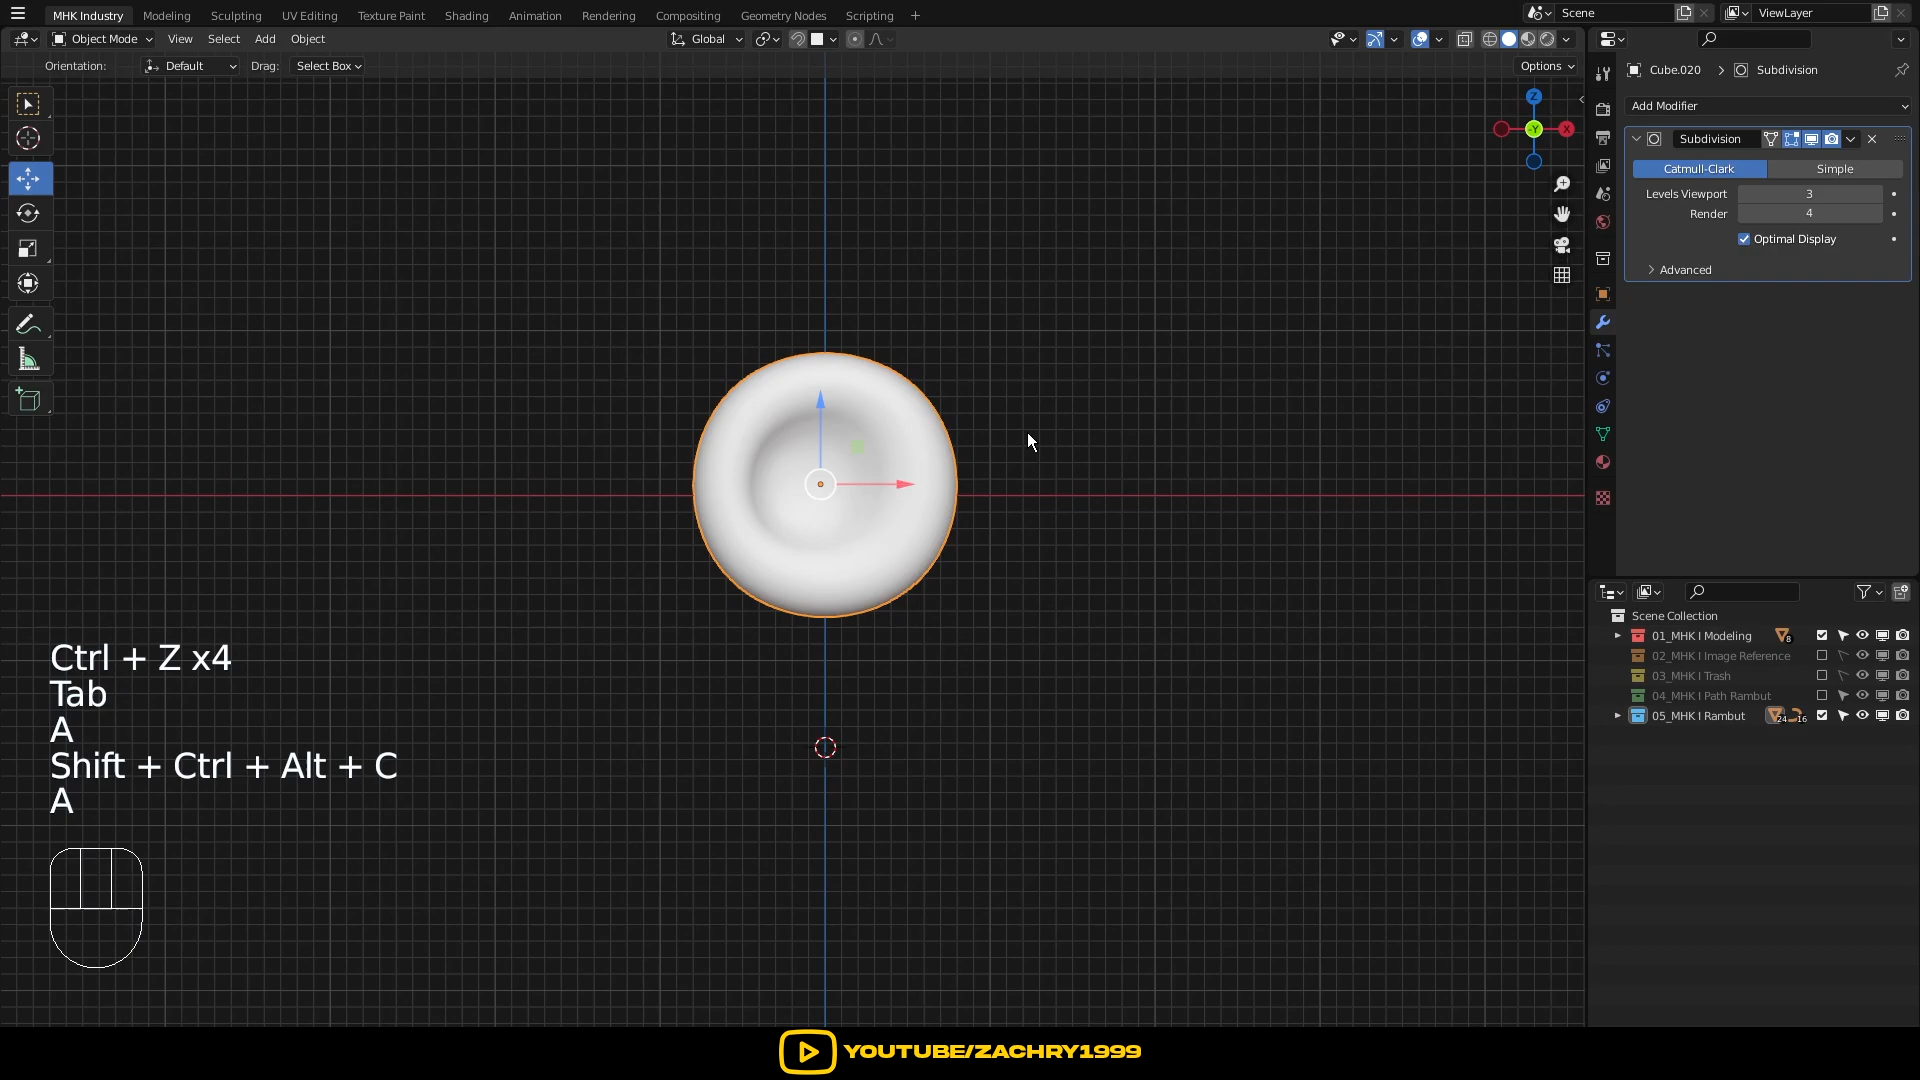 MHK Industry Modeling Sculpting UV Editing Texture Paint Shading Animation Rendering Compositing Geometry Nodes Scripting + Scene ViewLayer
Object Mode View Select Add Object Global
Orientation: Default Drag: Select Box Options
Z
-Y
X
Cube.020 > Subdivision
Add Modifier
Subdivision
Catmull-Clark Simple
Levels Viewport 3
Render 4
Optimal Display
Advanced
Scene Collection
01_MHK I Modeling 8
02_MHK I Image Reference
03_MHK I Trash
04_MHK I Path Rambut
05_MHK I Rambut 24 16
Ctrl + Z x4
Tab
A
Shift + Ctrl + Alt + C
A
YOUTUBE/ZACHRY1999